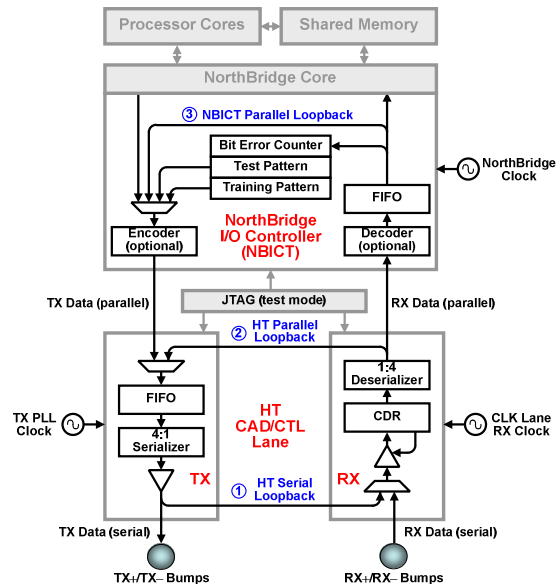 Processor Cores
Shared Memory
NorthBridge Core
3 NBICT Parallel Loopback
Bit Error Counter
Test Pattern
Training Pattern
NorthBridge
Clock
FIFO
NorthBridge
I/O Controller
(NBICT)
Encoder
(optional)
Decoder
(optional)
TX Data (parallel)
JTAG (test mode)
RX Data (parallel)
2 HT Parallel
Loopback
1:4
Deserializer
FIFO
CDR
HT
CAD/CTL
Lane
TX PLL
Clock
CLK Lane
RX Clock
4:1
Serializer
TX
RX
1 HT Serial
Loopback
TX Data (serial)
RX Data (serial)
TX+/TX– Bumps
RX+/RX– Bumps